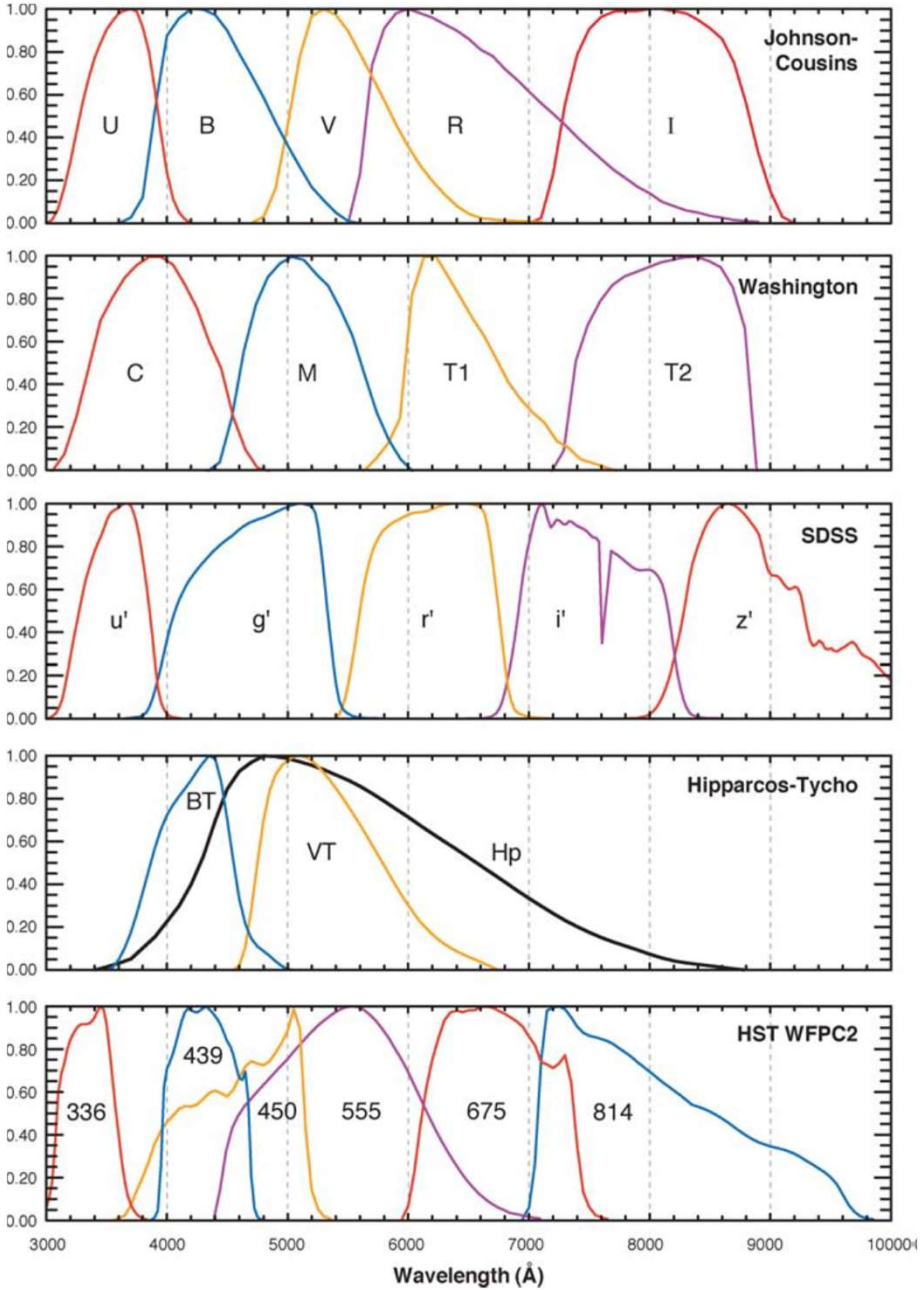 1.00
Johnson-
Cousins
0.80
0.60
U B V R I
0.40
0.20
0.00
1.00
Washington
0.80
0.60
C M T1 T2
0.40
0.20
0.00
1.00
SDSS
0.80
0.60
u' g' r' i' z'
0.40
0.20
0.00
1.00
Hipparcos-Tycho
0.80
BT
0.60
VT Hp
0.40
0.20
0.00
1.00
HST WFPC2
0.80
439
0.60
336 450 555 675 814
0.40
0.20
0.00
3000 4000 5000 6000 7000 8000 9000 10000
Wavelength (Å)